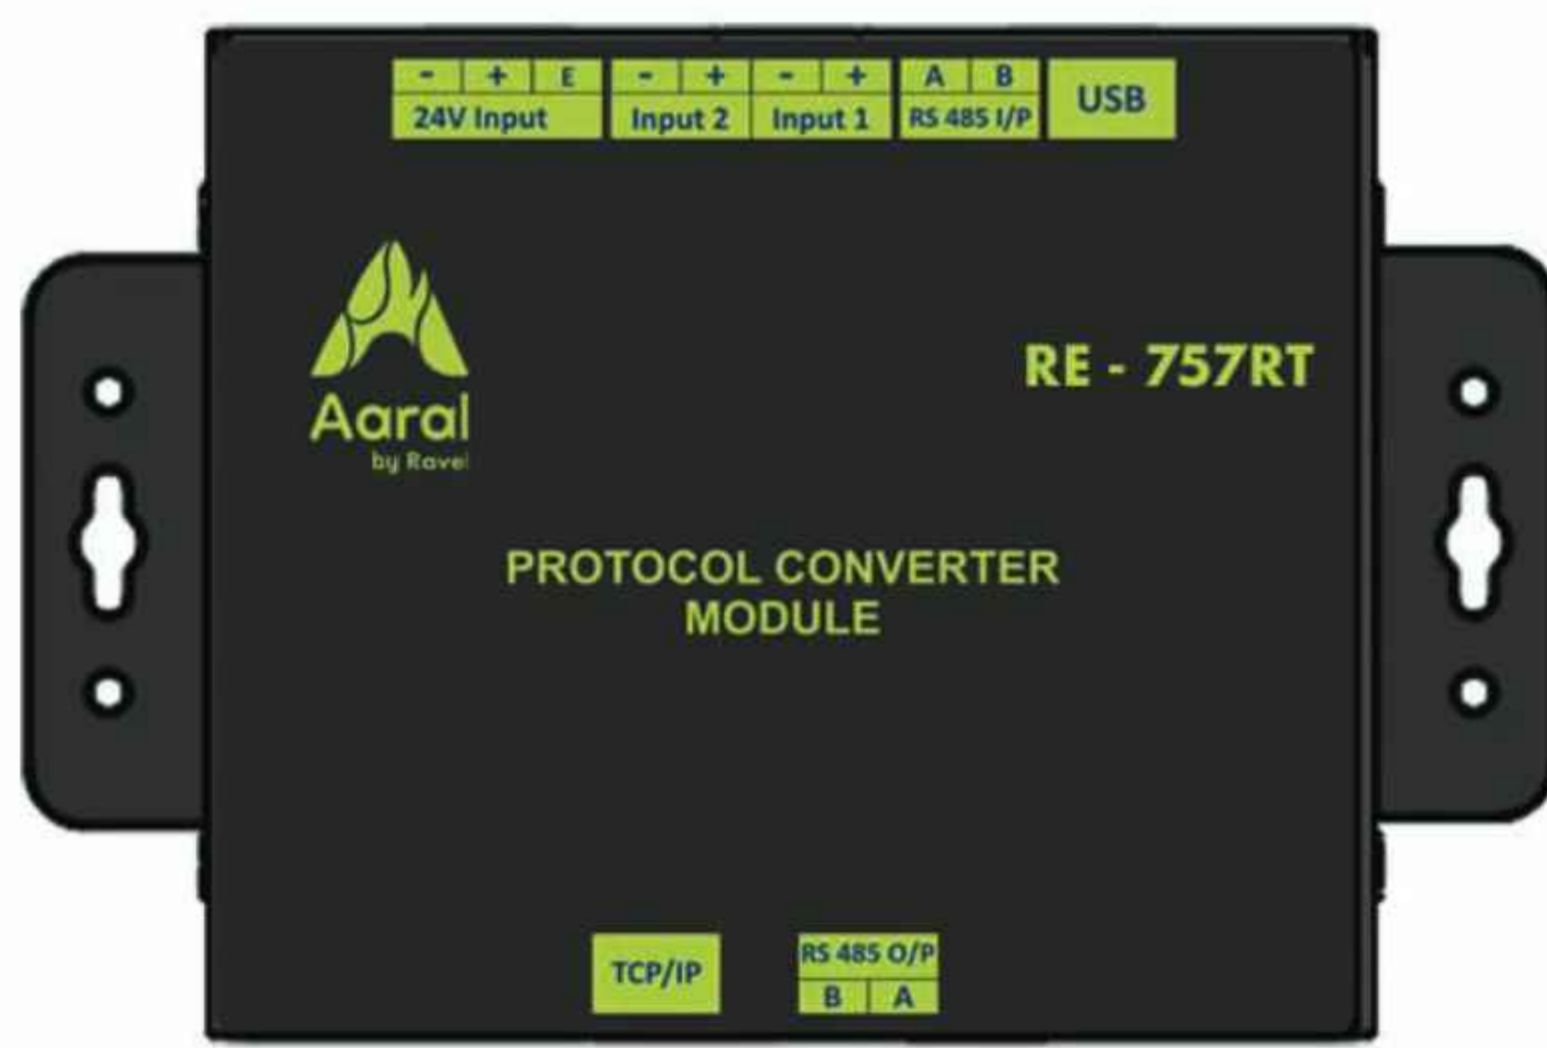 - + E - + - + A B USB
24V Input Input 2 Input 1 RS 485 I/P
RE - 757RT
Aaral
by Ravel
PROTOCOL CONVERTER
MODULE
TCP/IP RS 485 O/P
B A